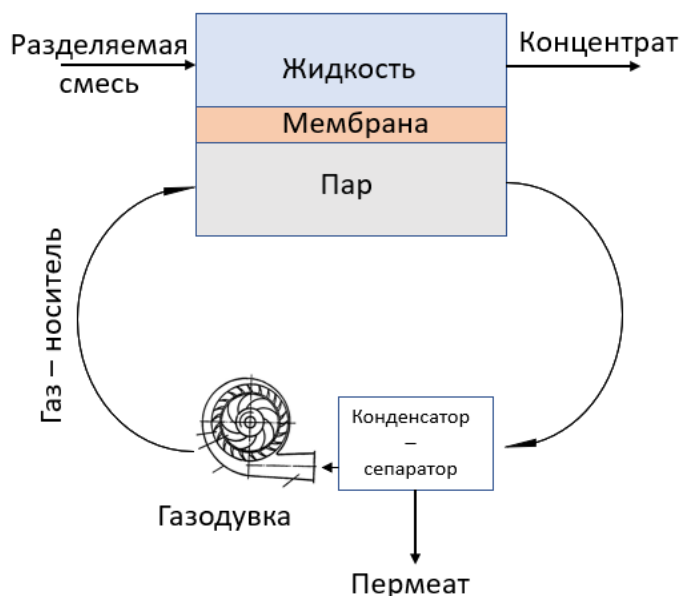 Разделяемая
смесь
Жидкость
Концентрат
Мембрана
Пар
Газ – носитель
Конденсатор
–
сепаратор
Газодувка
Пермеат